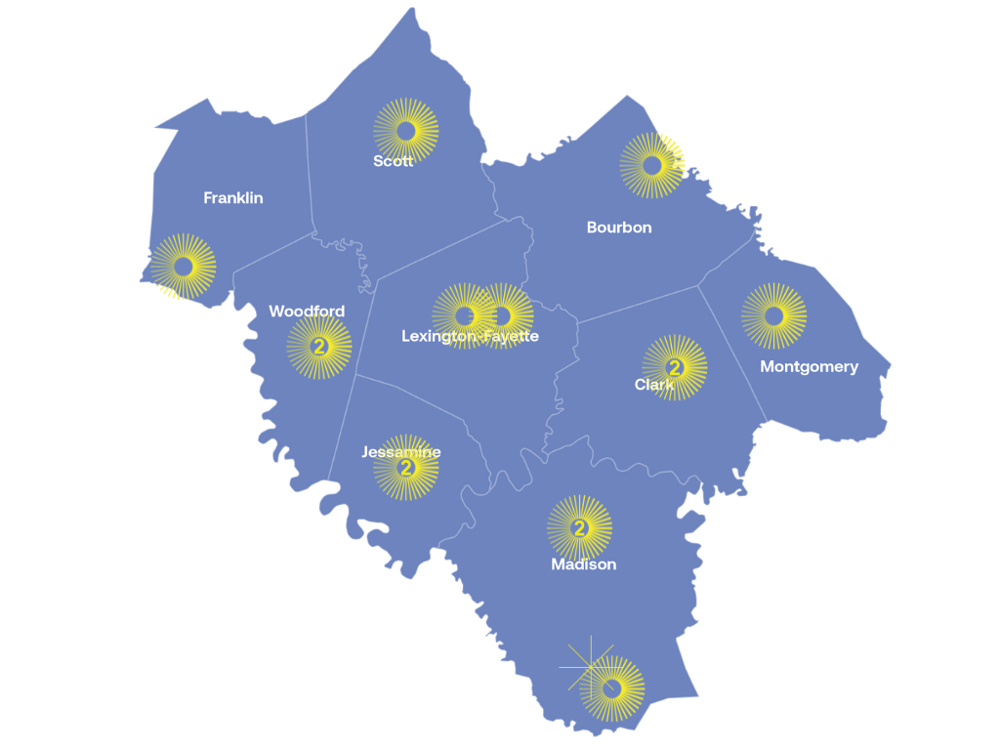 Scott
Franklin
Bourbon
Woodford
2
Lexington-Fayette
Montgomery
2
Clark
Jessamine
2
2
Madison